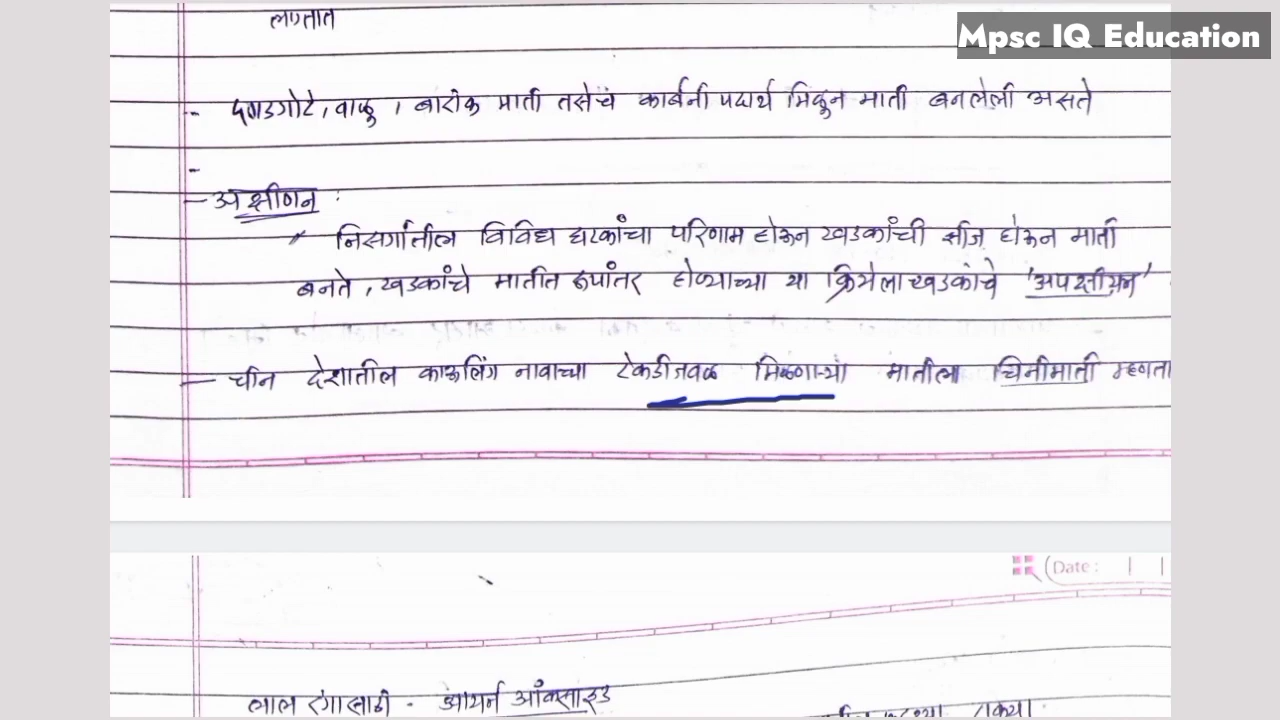 Mpsc IQ Education
लागतात
- दगडगोटे, वाळू, बारीक माती तसेच कार्बनी पदार्थ मिळून माती बनलेली असते
-
- अपक्षीणन :
निसर्गातील विविध घटकांचा परिणाम होऊन खडकांची झीज होऊन माती
बनते, खडकांचे मातीत रूपांतर होण्याच्या या क्रियेला खडकांचे 'अपक्षीणन'
- चीन देशातील काऊलिंग नावाच्या टेकडीजवळ मिळणाऱ्या मातीला चिनीमाती म्हणता
Date :
लाल रंगासाठी - आयर्न ऑक्साइड